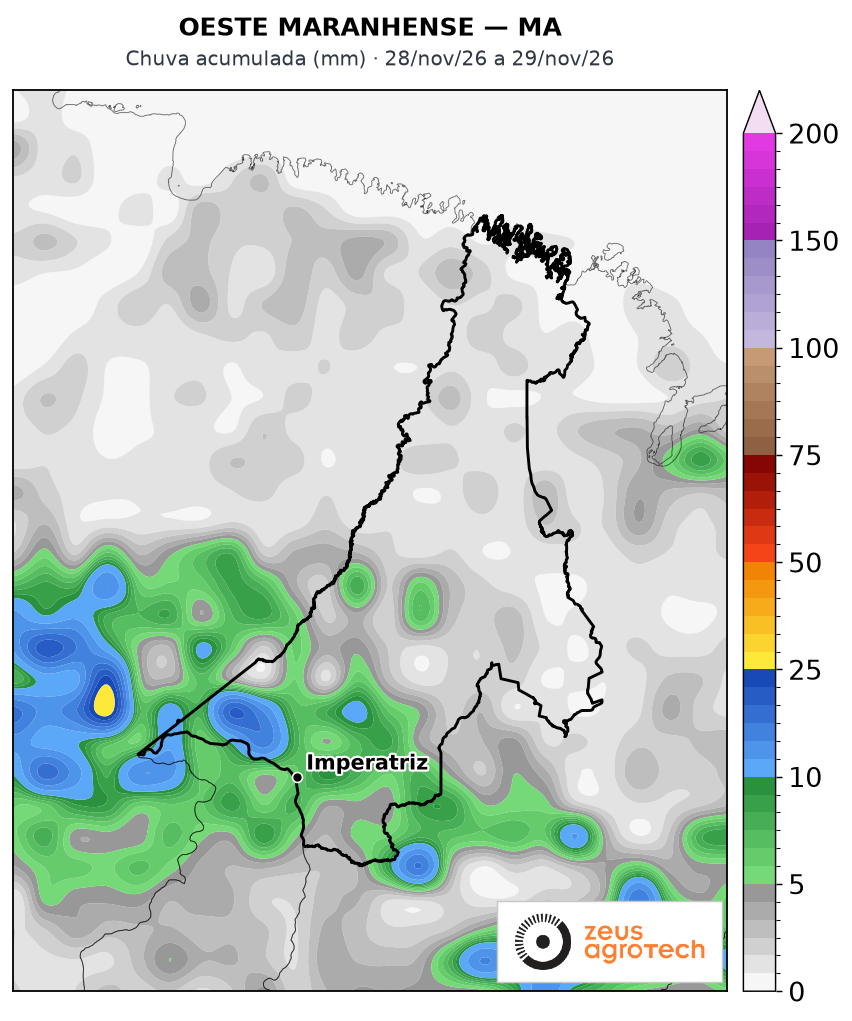 OESTE MARANHENSE — MA
Chuva acumulada (mm) · 28/nov/26 a 29/nov/26
200
150
100
75
50
25
10
5
0
Imperatriz
zeus
agrotech